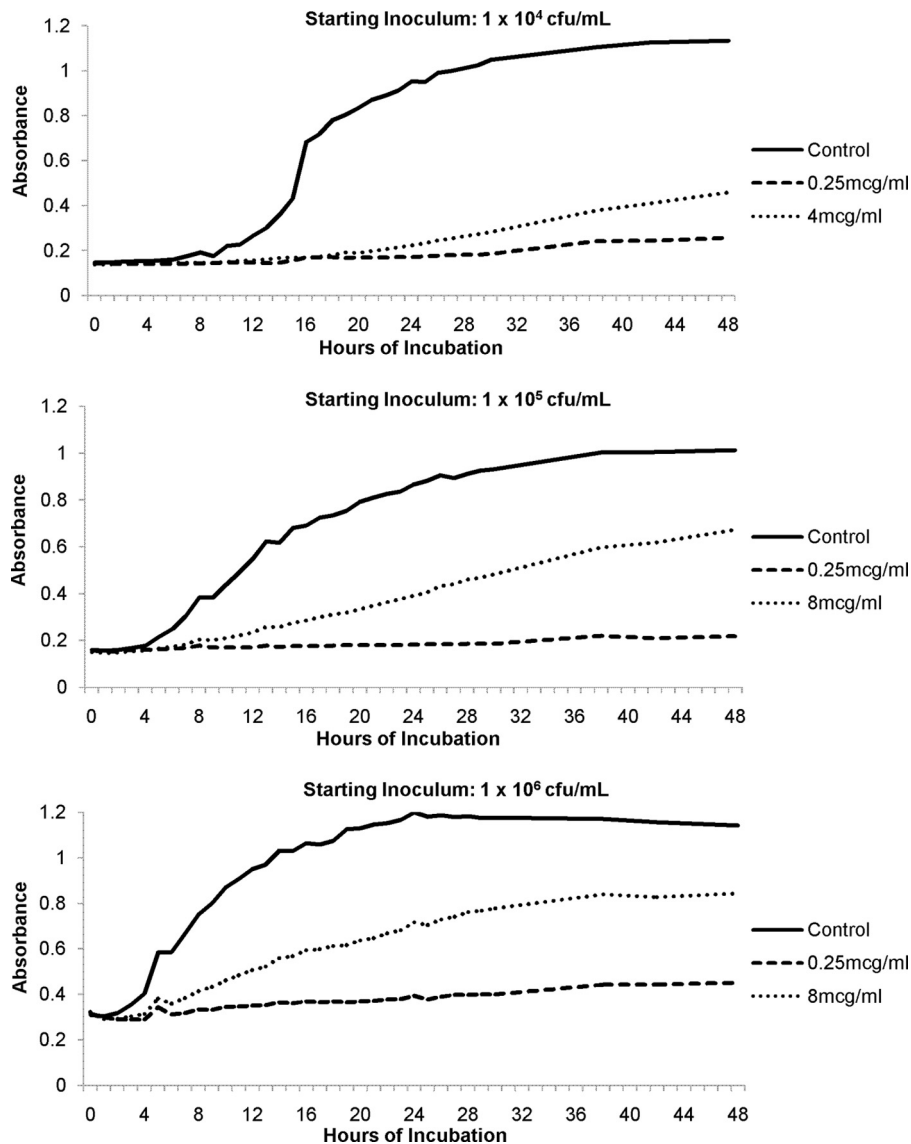 Starting Inoculum: 1 x 10⁴ cfu/mL
1.2
1
0.8
0.6
0.4
0.2
0
Absorbance
0 4 8 12 16 20 24 28 32 36 40 44 48
Hours of Incubation
Control
0.25mcg/ml
4mcg/ml
Starting Inoculum: 1 x 10⁵ cfu/mL
1.2
1
0.8
0.6
0.4
0.2
0
Absorbance
0 4 8 12 16 20 24 28 32 36 40 44 48
Hours of Incubation
Control
0.25mcg/ml
8mcg/ml
Starting Inoculum: 1 x 10⁶ cfu/mL
1.2
1
0.8
0.6
0.4
0.2
0
Absorbance
0 4 8 12 16 20 24 28 32 36 40 44 48
Hours of Incubation
Control
0.25mcg/ml
8mcg/ml